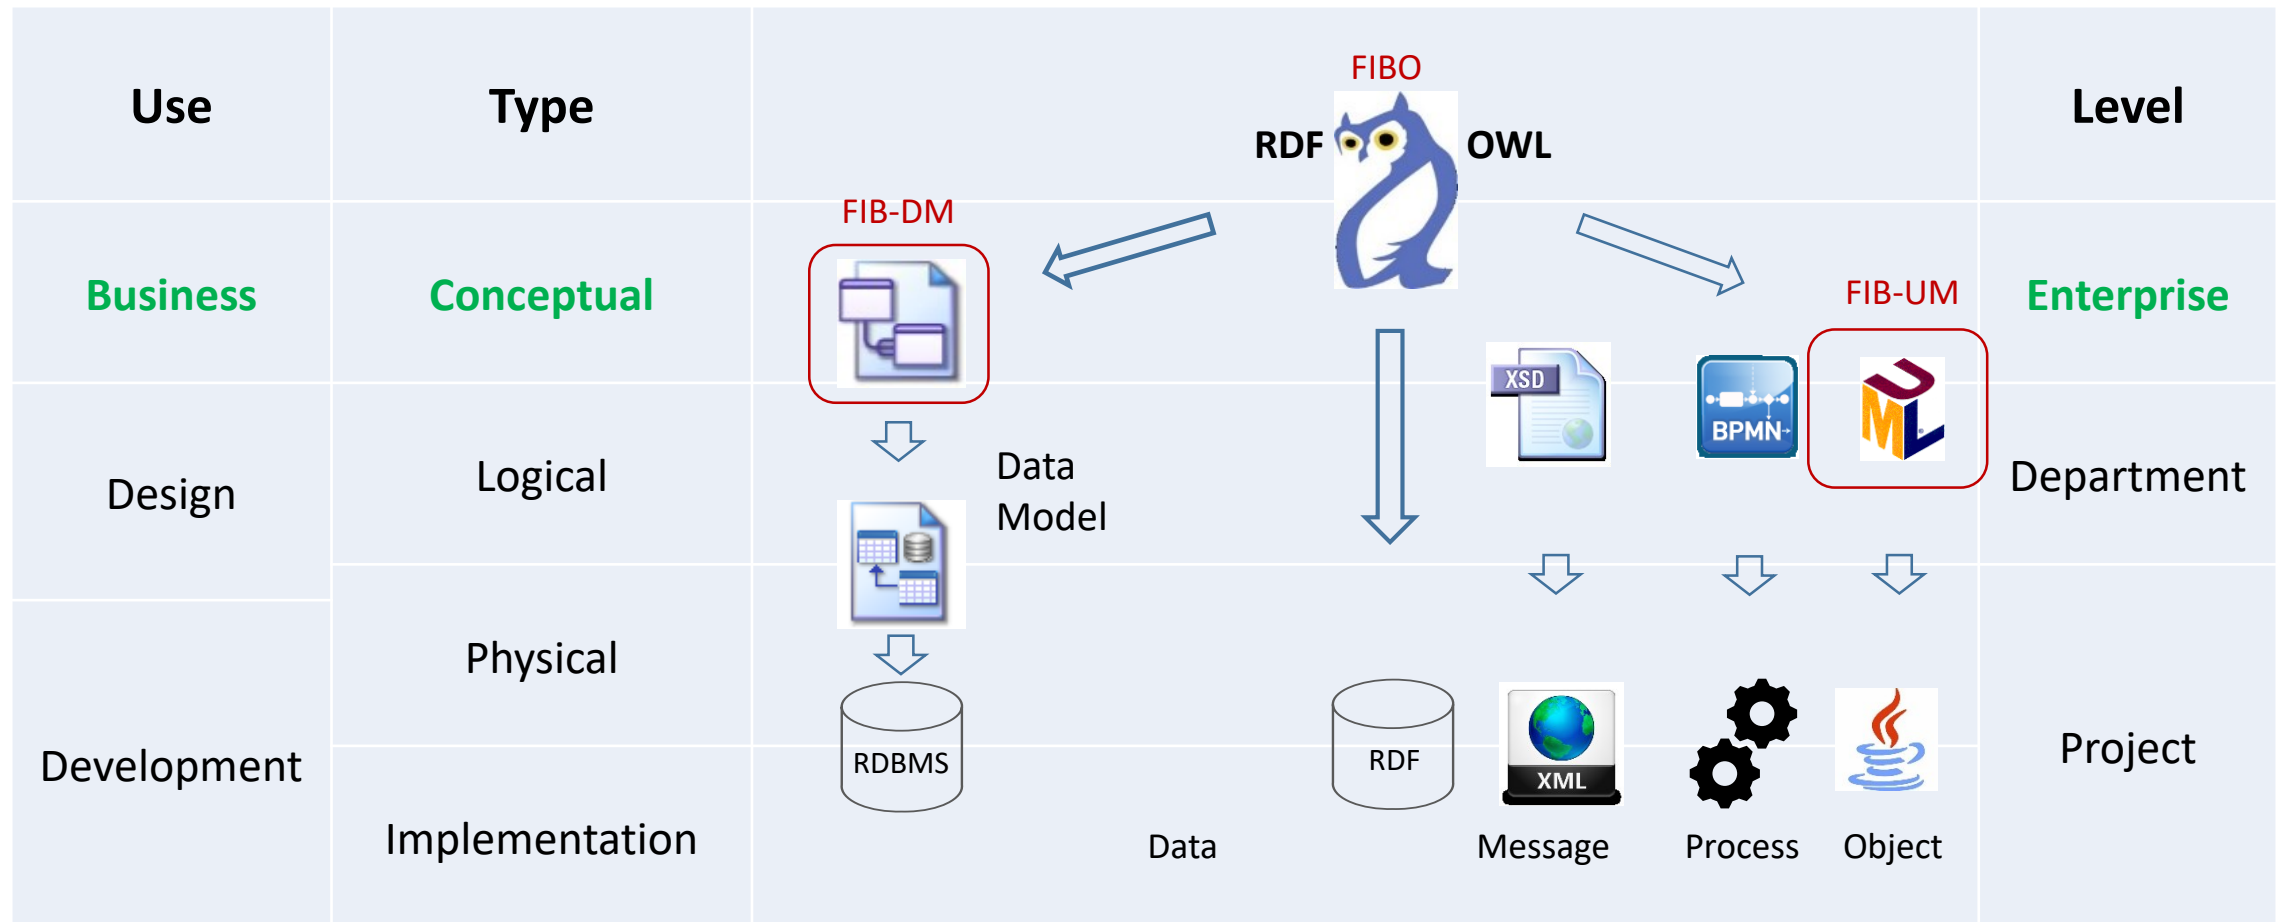 Use
Type
FIBO
RDF
OWL
Level
Business
Conceptual
FIB-DM
FIB-UM
Enterprise
XSD
BPMN
UML
Design
Logical
Data
Model
Department
Development
Physical
RDBMS
RDF
XML
Project
Implementation
Data
Message
Process
Object